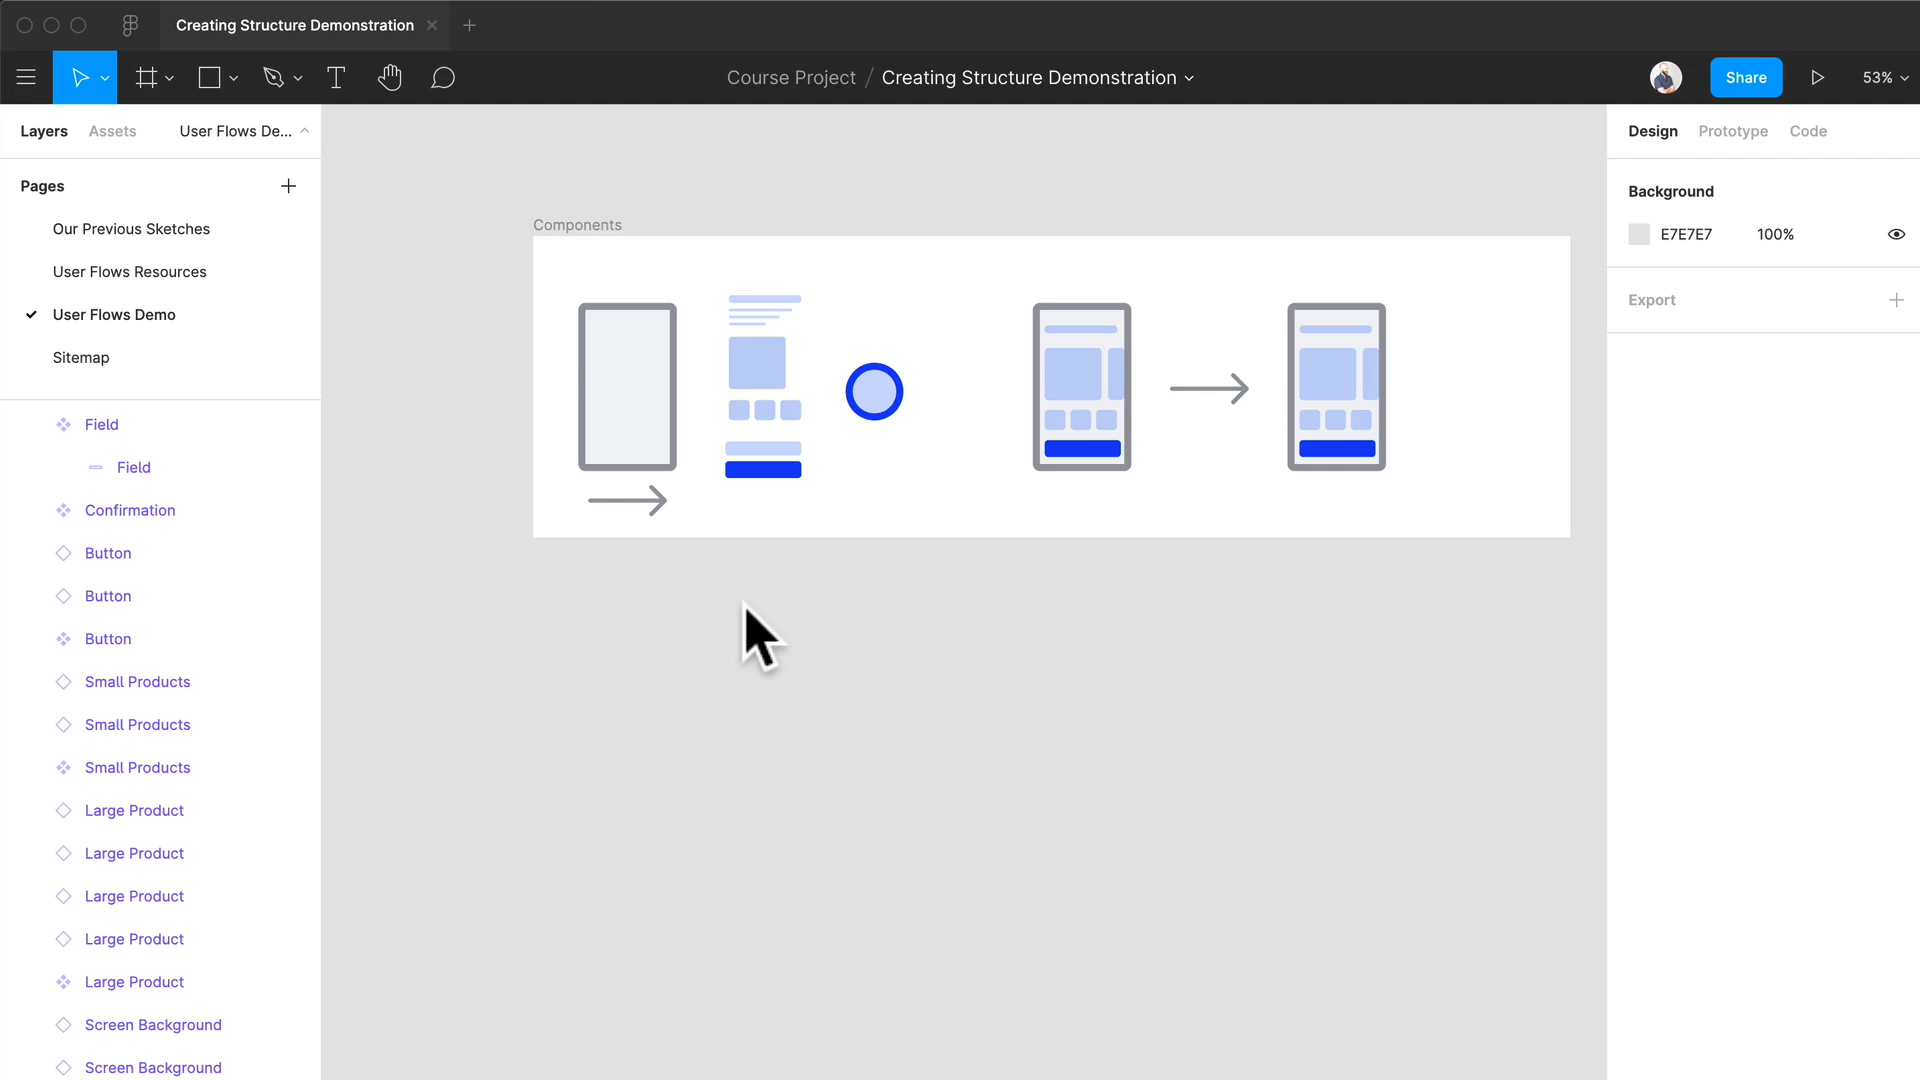 Creating Structure Demonstration
Course Project / Creating Structure Demonstration
Share
53%
Layers
Assets
User Flows De...
Pages
Our Previous Sketches
User Flows Resources
User Flows Demo
Sitemap
Field
Field
Confirmation
Button
Button
Button
Small Products
Small Products
Small Products
Large Product
Large Product
Large Product
Large Product
Large Product
Screen Background
Screen Background
Components
Design
Prototype
Code
Background
E7E7E7
100%
Export